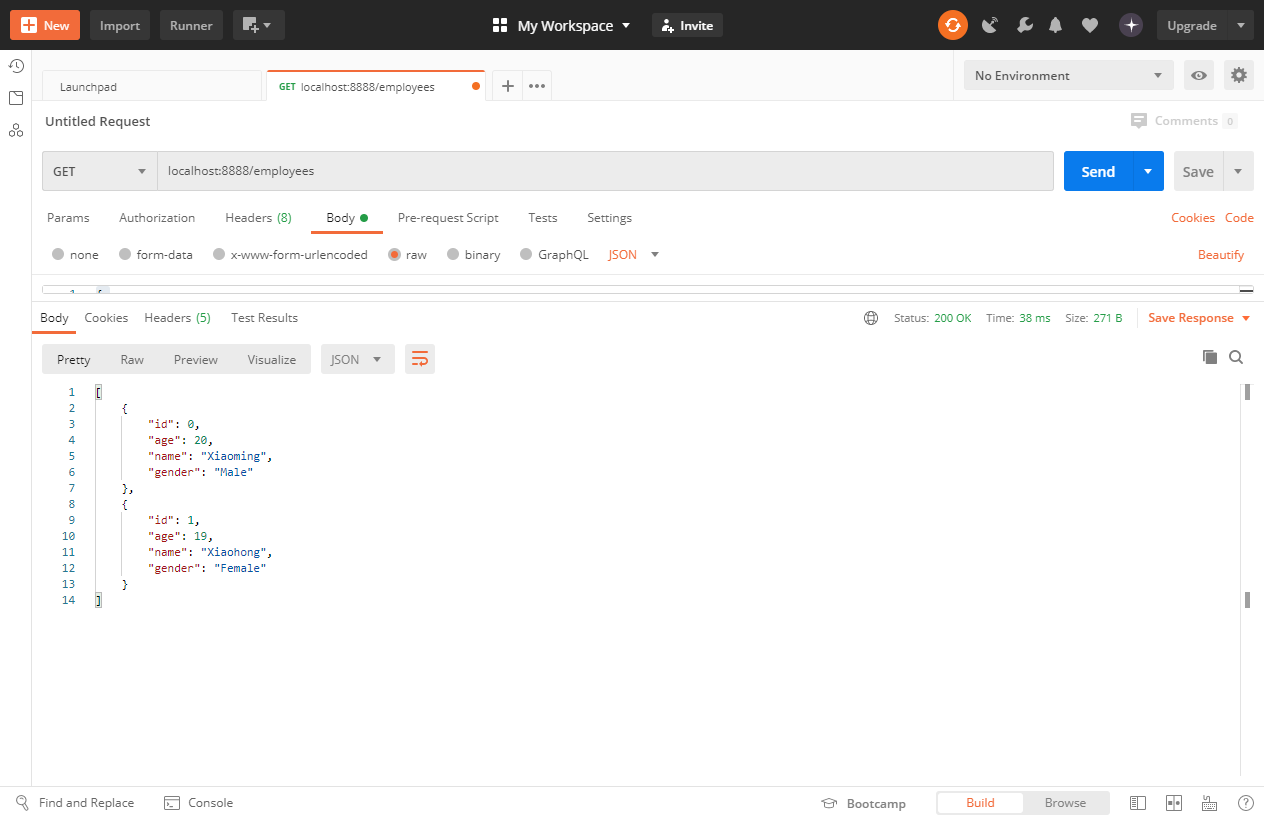 New Import Runner My Workspace Invite Upgrade
Launchpad GET localhost:8888/employees No Environment
Untitled Request Comments 0
GET localhost:8888/employees Send Save
Params Authorization Headers (8) Body Pre-request Script Tests Settings Cookies Code
none form-data x-www-form-urlencoded raw binary GraphQL JSON Beautify
Body Cookies Headers (5) Test Results Status: 200 OK Time: 38 ms Size: 271 B Save Response
Pretty Raw Preview Visualize JSON
1 [
2 {
3 "id": 0,
4 "age": 20,
5 "name": "Xiaoming",
6 "gender": "Male"
7 },
8 {
9 "id": 1,
10 "age": 19,
11 "name": "Xiaohong",
12 "gender": "Female"
13 }
14 ]
Find and Replace Console Bootcamp Build Browse